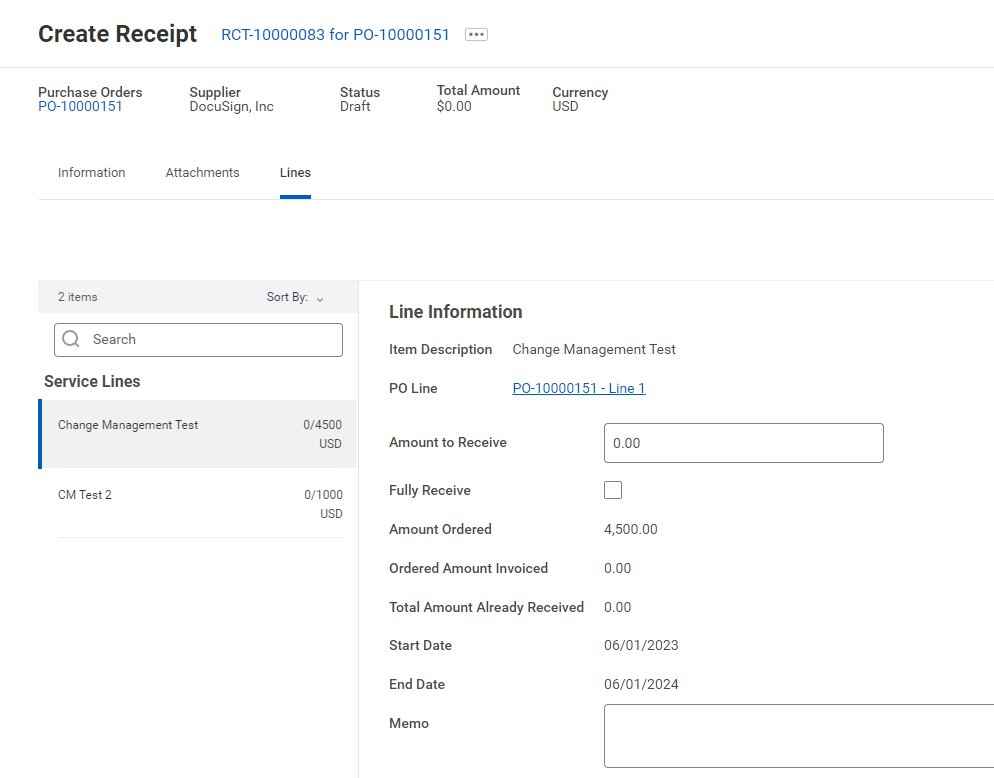 Create Receipt RCT-10000083 for PO-10000151
Purchase Orders Supplier Status Total Amount Currency
PO-10000151 DocuSign, Inc Draft $0.00 USD
Information Attachments Lines
2 items Sort By:
Search
Service Lines
Change Management Test 0/4500
USD
CM Test 2 0/1000
USD
Line Information
Item Description Change Management Test
PO Line PO-10000151 - Line 1
Amount to Receive 0.00
Fully Receive
Amount Ordered 4,500.00
Ordered Amount Invoiced 0.00
Total Amount Already Received 0.00
Start Date 06/01/2023
End Date 06/01/2024
Memo